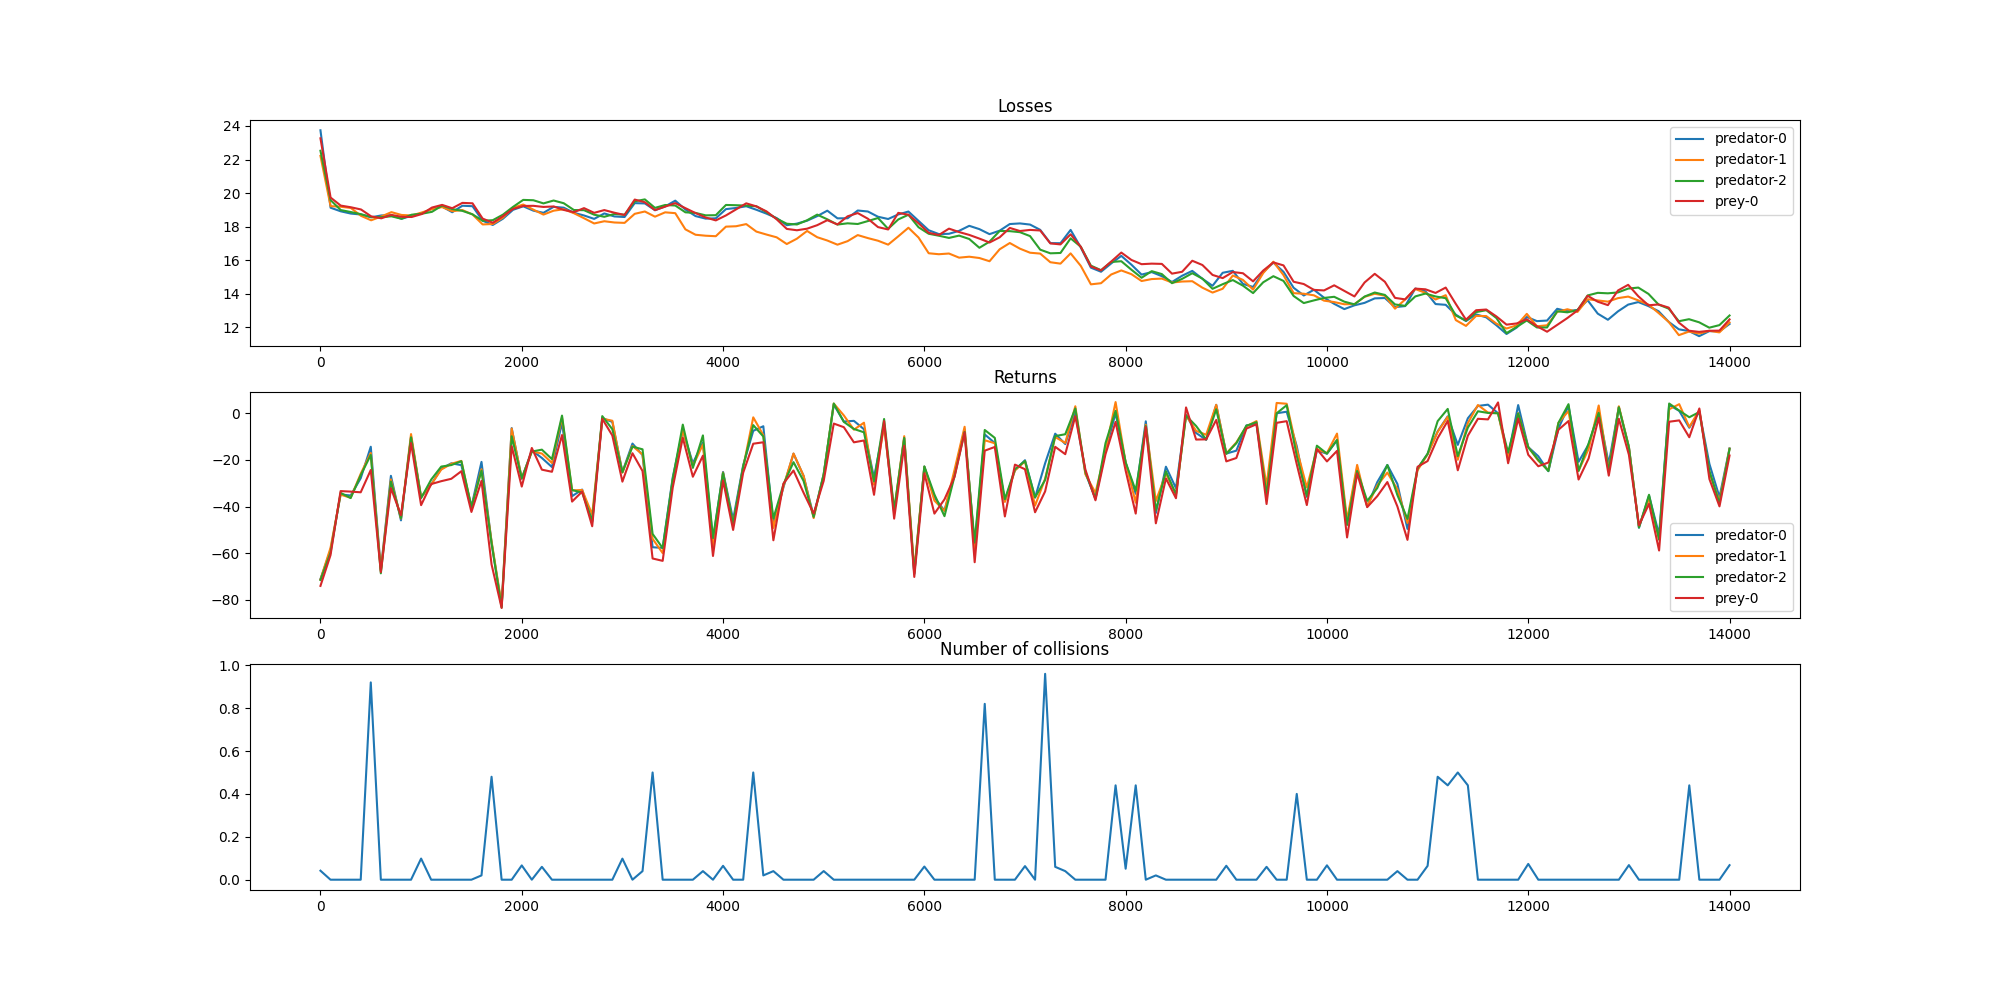 Losses
24
22
20
18
16
14
12
predator-0
predator-1
predator-2
prey-0
0 2000 4000 6000 8000 10000 12000 14000
Returns
0
−20
−40
−60
−80
predator-0
predator-1
predator-2
prey-0
0 2000 4000 6000 8000 10000 12000 14000
Number of collisions
1.0
0.8
0.6
0.4
0.2
0.0
0 2000 4000 6000 8000 10000 12000 14000